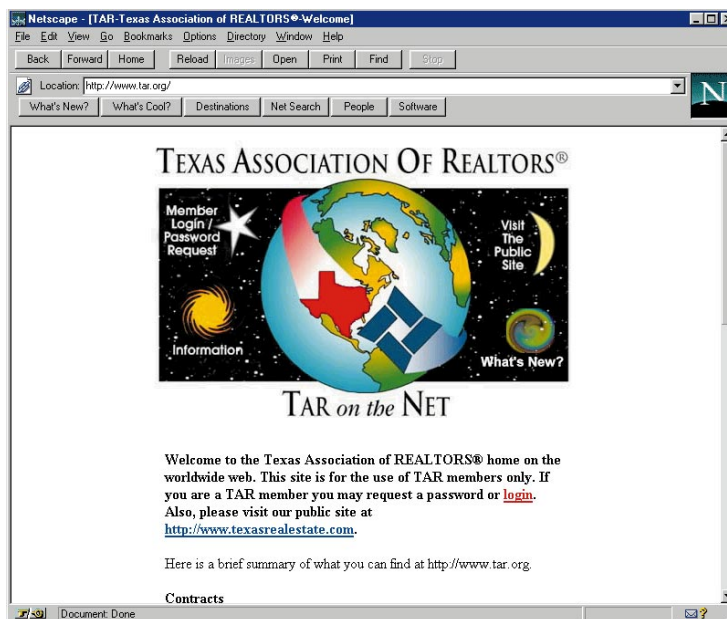 Netscape - [TAR-Texas Association of REALTORS®-Welcome]
File Edit View Go Bookmarks Options Directory Window Help
Back Forward Home Reload Images Open Print Find Stop
Location: http://www.tar.org/
What's New? What's Cool? Destinations Net Search People Software
N
TEXAS ASSOCIATION OF REALTORS®
Member
Login /
Password
Request
Visit
The
Public
Site
Information
What's New?
TAR on the NET
Welcome to the Texas Association of REALTORS® home on the
worldwide web. This site is for the use of TAR members only. If
you are a TAR member you may request a password or login.
Also, please visit our public site at
http://www.texasrealestate.com.
Here is a brief summary of what you can find at http://www.tar.org.
Contracts
Document: Done